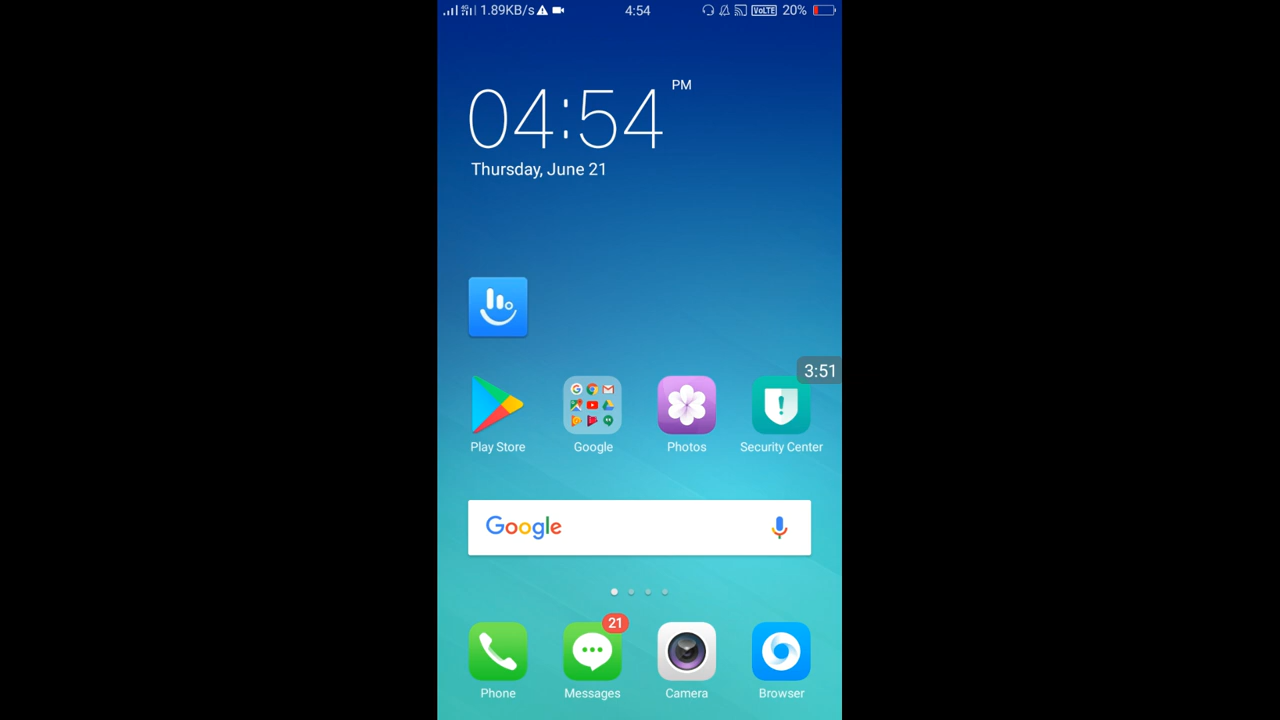 1.89KB/s 4:54 VoLTE 20%
04:54 PM
Thursday, June 21
3:51
Play Store Google Photos Security Center
Google
21
Phone Messages Camera Browser